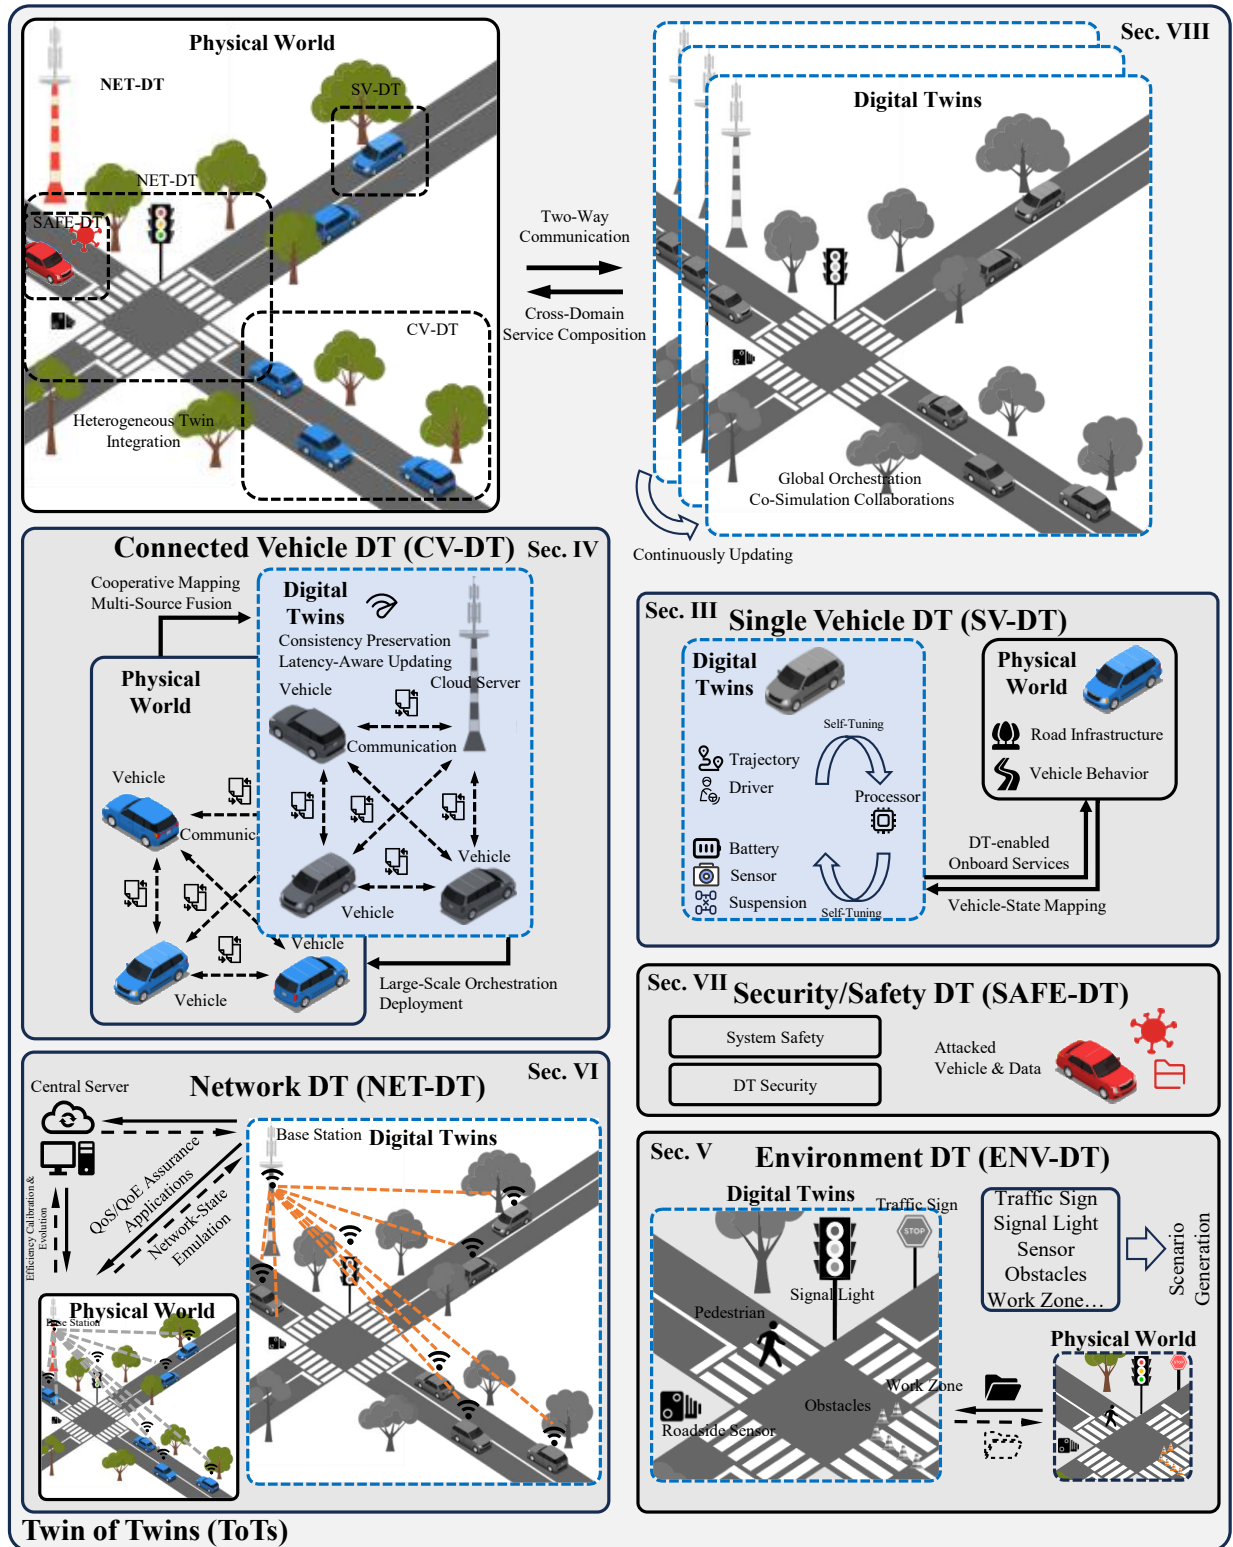 Physical World
NET-DT
SV-DT
NET-DT
SAFE-DT
CV-DT
Heterogeneous Twin
Integration
Two-Way
Communication
Cross-Domain
Service Composition
Sec. VIII
Digital Twins
Global Orchestration
Co-Simulation Collaborations
Continuously Updating
Connected Vehicle DT (CV-DT)
Sec. IV
Cooperative Mapping
Multi-Source Fusion
Digital
Twins
Consistency Preservation
Latency-Aware Updating
Vehicle
Cloud Server
Communication
Vehicle
Vehicle
Physical
World
Vehicle
Communic
Vehicle
Vehicle
Large-Scale Orchestration
Deployment
Sec. III
Single Vehicle DT (SV-DT)
Digital
Twins
Self-Tuning
Trajectory
Driver
Processor
Battery
Sensor
Suspension
Self-Tuning
Physical
World
Road Infrastructure
Vehicle Behavior
DT-enabled
Onboard Services
Vehicle-State Mapping
Sec. VII
Security/Safety DT (SAFE-DT)
System Safety
DT Security
Attacked
Vehicle & Data
Sec. VI
Network DT (NET-DT)
Central Server
QoS/QoE Assurance
Applications
Network-State
Emulation
Efficiency Calibration &
Evolution
Base Station
Digital Twins
Physical World
Base Station
Sec. V
Environment DT (ENV-DT)
Digital Twins
Traffic Sign
STOP
Signal Light
Pedestrian
Work Zone
Obstacles
Roadside Sensor
Traffic Sign
Signal Light
Sensor
Obstacles
Work Zone…
Scenario
Generation
Physical World
STOP
Twin of Twins (ToTs)